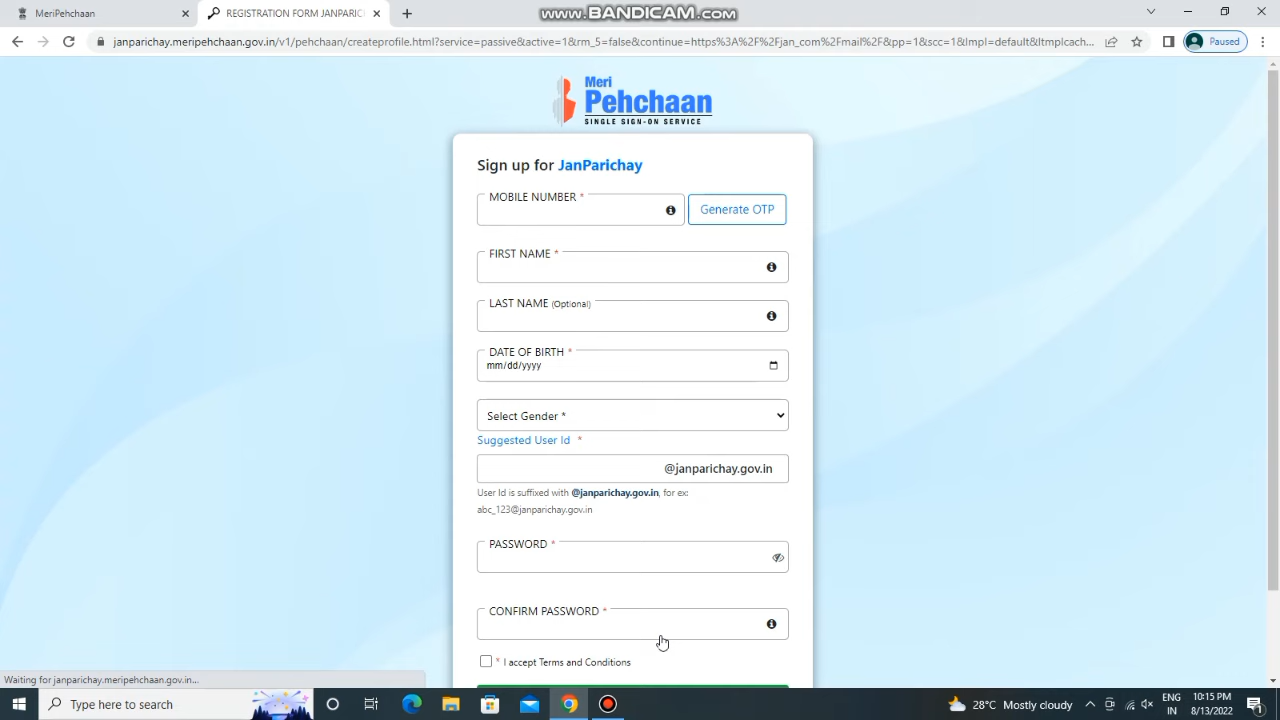 MeriPehchaan
REGISTRATION FORM JANPARIC
www.BANDICAM.com
janparichay.meripehchaan.gov.in/v1/pehchaan/createprofile.html?service=passive&active=1&rm_5=false&continue=https%3A%2F%2Fjan_com%2Fmail%2F&pp=1&scc=1&lmpl=default&ltmplcach...
Paused
Meri
Pehchaan
SINGLE SIGN-ON SERVICE
Sign up for JanParichay
MOBILE NUMBER *
Generate OTP
FIRST NAME *
LAST NAME (Optional)
DATE OF BIRTH *
mm/dd/yyyy
Select Gender *
Suggested User Id *
@janparichay.gov.in
User Id is suffixed with @janparichay.gov.in, for ex:
abc_123@janparichay.gov.in
PASSWORD *
CONFIRM PASSWORD *
* I accept Terms and Conditions
Waiting for janparichay.meripehchaan.gov.in...
Type here to search
28°C Mostly cloudy
ENG
IN
10:15 PM
8/13/2022
1